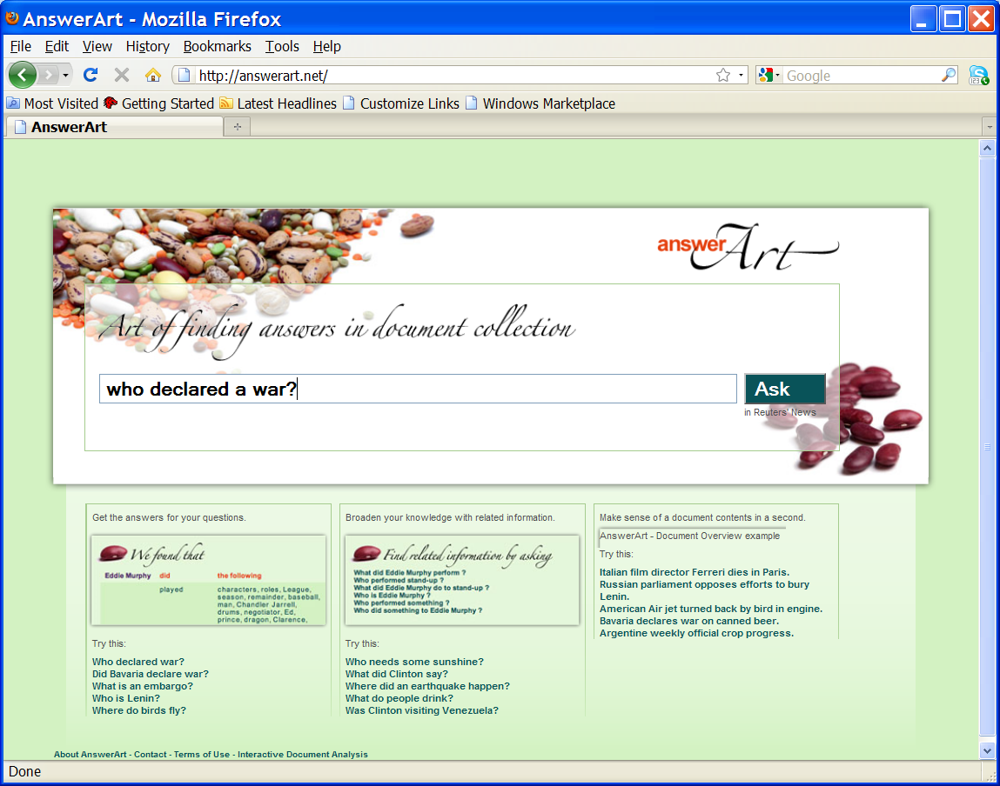 AnswerArt - Mozilla Firefox
File Edit View History Bookmarks Tools Help
http://answerart.net/
Google
123
Most Visited Getting Started Latest Headlines Customize Links Windows Marketplace
AnswerArt
answerArt
Art of finding answers in document collection
who declared a war?
Ask
in Reuters' News
Get the answers for your questions.
We found that
Eddie Murphy did the following
played characters, roles, League,
season, remainder, baseball,
man, Chandler Jarrell,
drums, negotiator, Ed,
prince, dragon, Clarence,
Try this:
Who declared war?
Did Bavaria declare war?
What is an embargo?
Who is Lenin?
Where do birds fly?
Broaden your knowledge with related information.
Find related information by asking
What did Eddie Murphy perform ?
Who performed stand-up ?
What did Eddie Murphy do to stand-up ?
Who is Eddie Murphy ?
Who performed something ?
Who did something to Eddie Murphy ?
Try this:
Who needs some sunshine?
What did Clinton say?
Where did an earthquake happen?
What do people drink?
Was Clinton visiting Venezuela?
Make sense of a document contents in a second.
AnswerArt - Document Overview example
Try this:
Italian film director Ferreri dies in Paris.
Russian parliament opposes efforts to bury
Lenin.
American Air jet turned back by bird in engine.
Bavaria declares war on canned beer.
Argentine weekly official crop progress.
About AnswerArt - Contact - Terms of Use - Interactive Document Analysis
Done